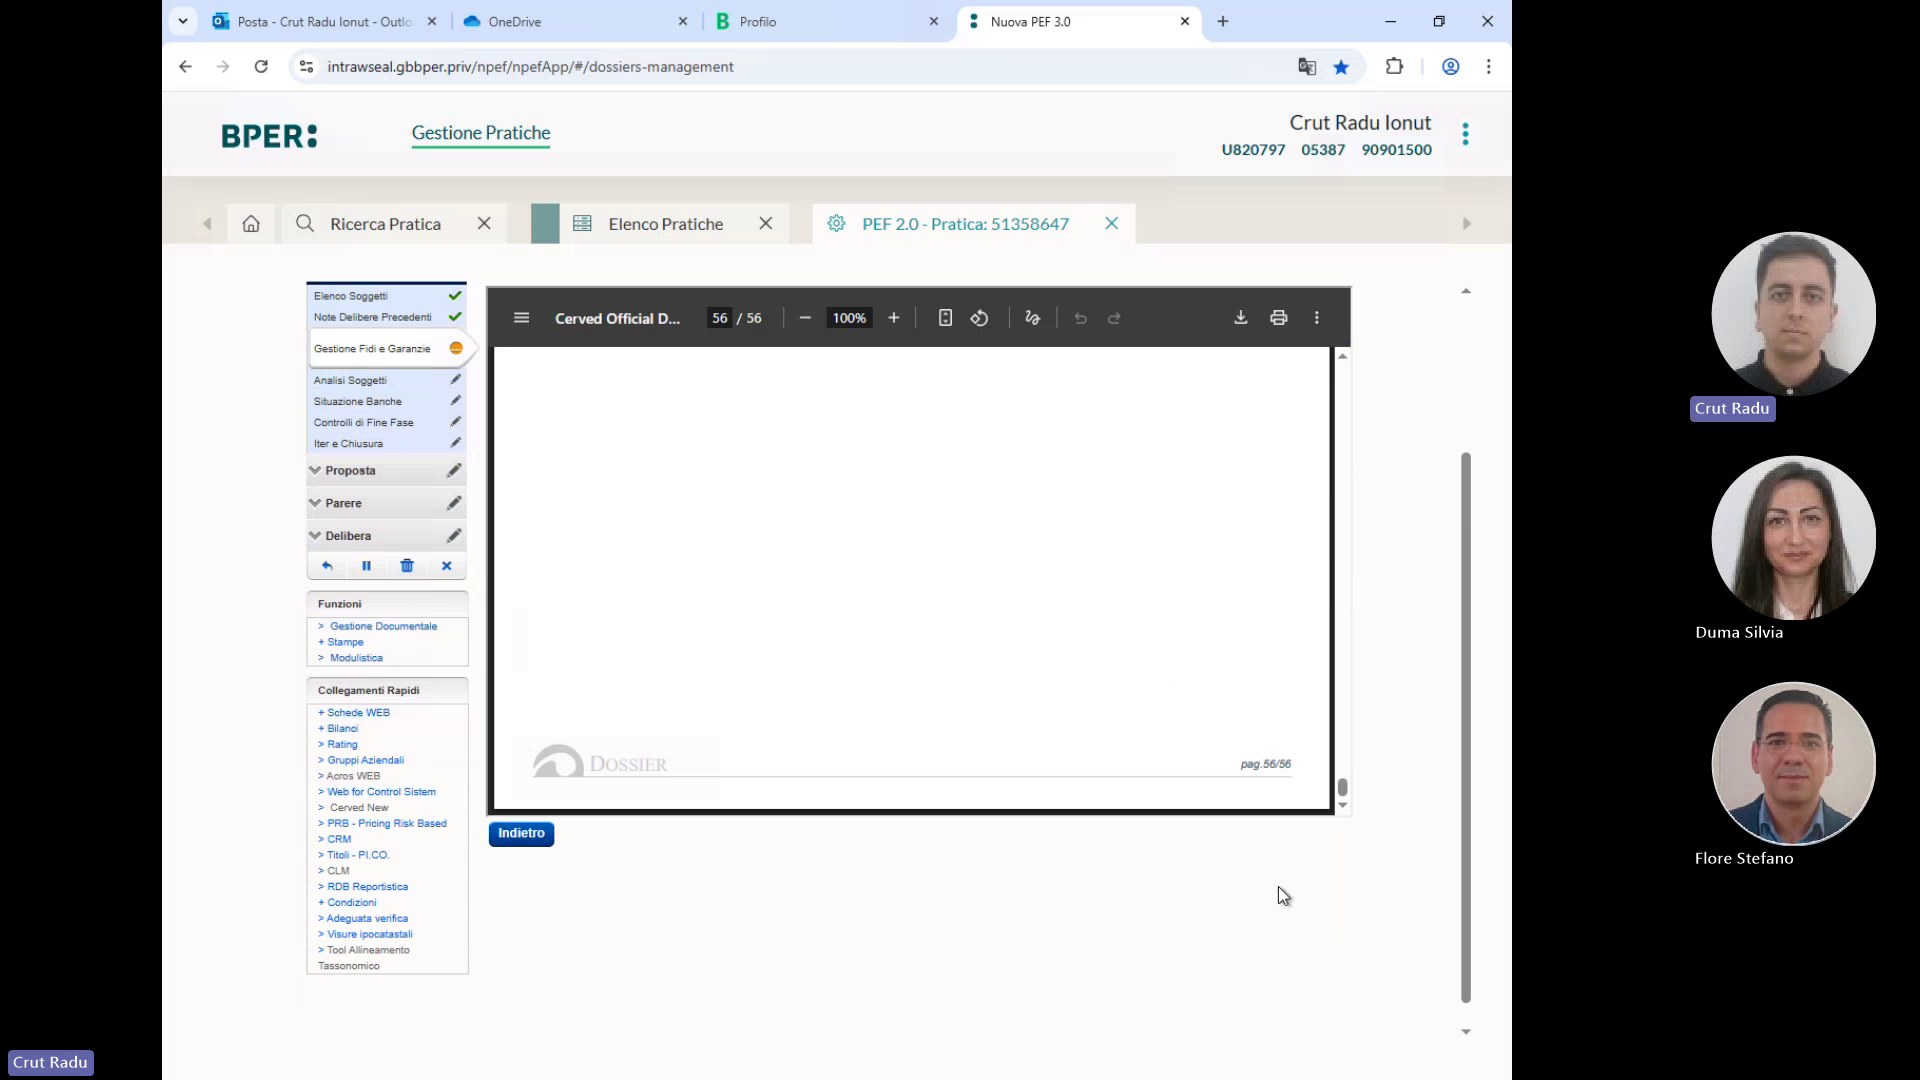 Posta - Crut Radu Ionut - Outlo
OneDrive
Profilo
Nuova PEF 3.0
intrawseal.gbbper.priv/npef/npefApp/#/dossiers-management
BPER:
Gestione Pratiche
Crut Radu Ionut
U820797 05387 90901500
Ricerca Pratica
Elenco Pratiche
PEF 2.0 - Pratica: 51358647
Elenco Soggetti
Note Delibere Precedenti
Gestione Fidi e Garanzie
Analisi Soggetti
Situazione Banche
Controlli di Fine Fase
Iter e Chiusura
Proposta
Parere
Delibera
Funzioni
> Gestione Documentale
+ Stampe
> Modulistica
Collegamenti Rapidi
+ Schede WEB
+ Bilanci
> Rating
> Gruppi Aziendali
> Acros WEB
> Web for Control Sistem
> Cerved New
> PRB - Pricing Risk Based
> CRM
> Titoli - PI.CO.
> CLM
> RDB Reportistica
+ Condizioni
> Adeguata verifica
> Visure ipocatastali
> Tool Allineamento
Tassonomico
Cerved Official D...
56 / 56
100%
DOSSIER
pag.56/56
Indietro
Crut Radu
Duma Silvia
Flore Stefano
Crut Radu